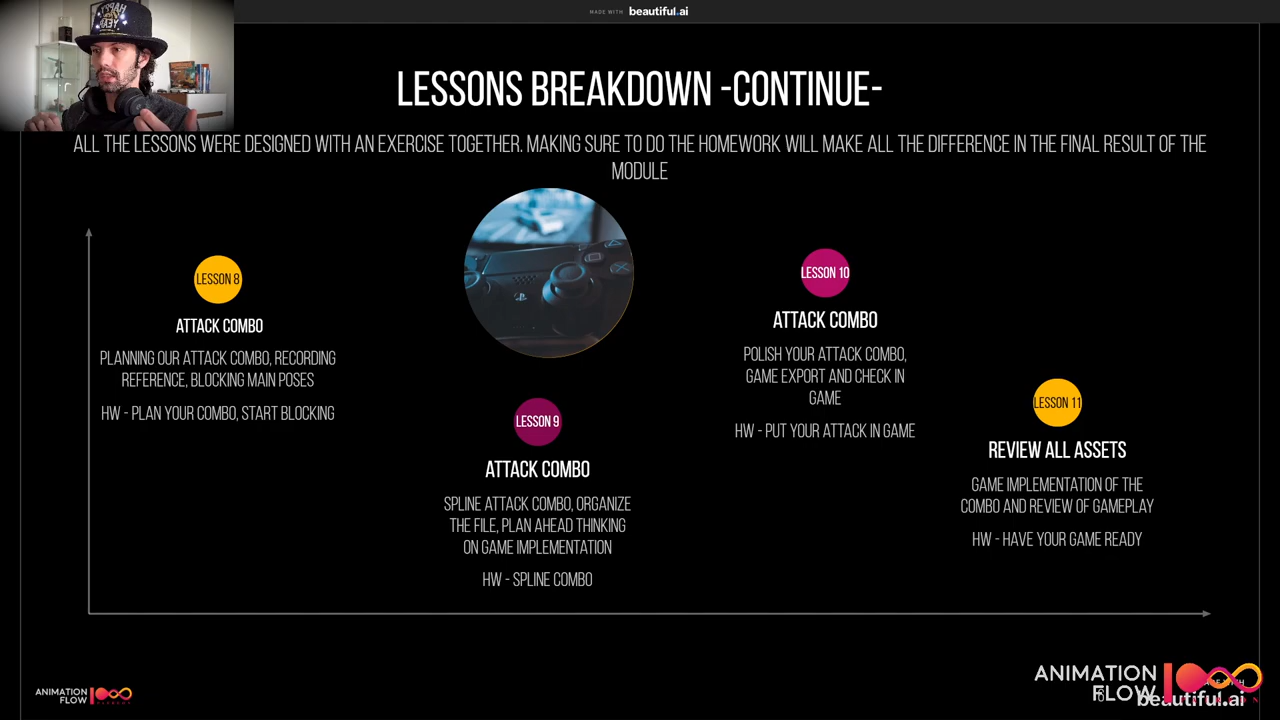 MADE WITH beautiful.ai
HAPPY
LESSONS BREAKDOWN -CONTINUE-
ALL THE LESSONS WERE DESIGNED WITH AN EXERCISE TOGETHER. MAKING SURE TO DO THE HOMEWORK WILL MAKE ALL THE DIFFERENCE IN THE FINAL RESULT OF THE
MODULE
LESSON 8
ATTACK COMBO
PLANNING OUR ATTACK COMBO, RECORDING
REFERENCE, BLOCKING MAIN POSES
HW - PLAN YOUR COMBO, START BLOCKING
LESSON 9
ATTACK COMBO
SPLINE ATTACK COMBO, ORGANIZE
THE FILE, PLAN AHEAD THINKING
ON GAME IMPLEMENTATION
HW - SPLINE COMBO
LESSON 10
ATTACK COMBO
POLISH YOUR ATTACK COMBO,
GAME EXPORT AND CHECK IN
GAME
HW - PUT YOUR ATTACK IN GAME
LESSON 11
REVIEW ALL ASSETS
GAME IMPLEMENTATION OF THE
COMBO AND REVIEW OF GAMEPLAY
HW - HAVE YOUR GAME READY
ANIMATION
FLOW
ANIMATION
FLOW
beautiful.ai